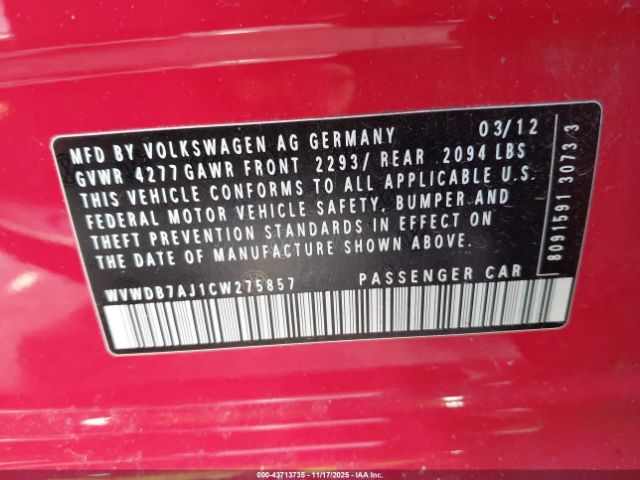 MFD BY VOLKSWAGEN AG GERMANY 03/12
GVWR 4277 GAWR FRONT 2293/ REAR 2094 LBS
THIS VEHICLE CONFORMS TO ALL APPLICABLE U.S.
FEDERAL MOTOR VEHICLE SAFETY, BUMPER AND
THEFT PREVENTION STANDARDS IN EFFECT ON
THE DATE OF MANUFACTURE SHOWN ABOVE.
WVWDB7AJ1CW275857 PASSENGER CAR
8091591 3073 3
000-43713735 - 11/17/2025 - IAA Inc.